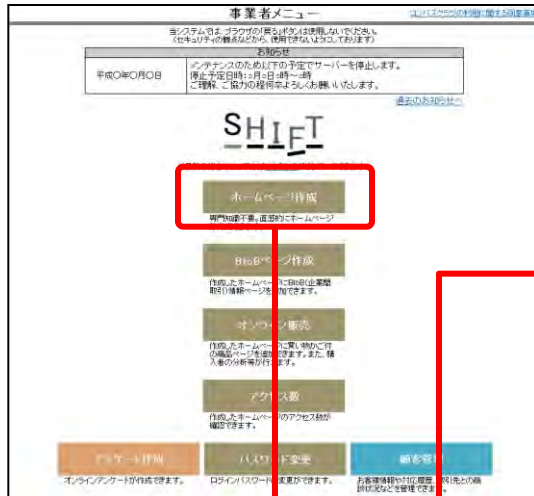 事業者メニュー
当システムでは、ブラウザの「戻る」ボタンは使用しないでください。
(セキュリティの観点などから、使用できないようにしております)
お知らせ
平成〇年〇月〇日
メンテナンスのため以下の予定でサーバーを停止します。
停止予定日時:○月○日○時～○時
ご理解、ご協力の程何卒よろしくお願いいたします。
過去のお知らせへ
SHIFT
ホームページ作成
専門知識不要。直感的にホームページ
BtoBページ作成
作成したホームページにBtoB(企業間
取引)情報ページを追加できます。
オンライン販売
作成したホームページに買い物かご付
の商品ページを追加できます。また、購
入者の分析等が行えます。
アクセス数
作成したホームページのアクセス数が
確認できます。
アンケート作成
パスワード変更
顧客管理
オンラインアンケートが作成できます。
ログインパスワードの変更ができます。
お客様情報や対応履歴、取引先との商
談状況などを管理できます。